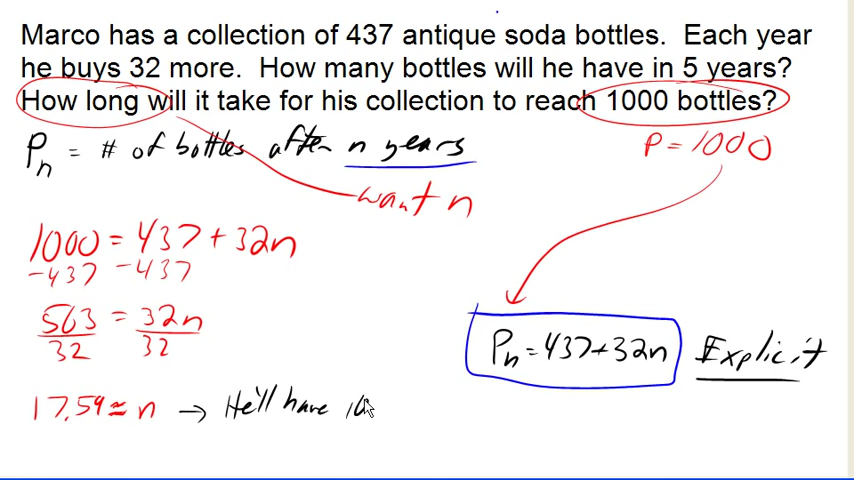 Marco has a collection of 437 antique soda bottles. Each year
he buys 32 more. How many bottles will he have in 5 years?
How long will it take for his collection to reach 1000 bottles?
Pn = # of bottles after n years
P = 1000
want n
1000 = 437 + 32n
-437 -437
563 = 32n
32 32
Pn = 437+32n Explicit
17.59 ≈ n → He'll have 10